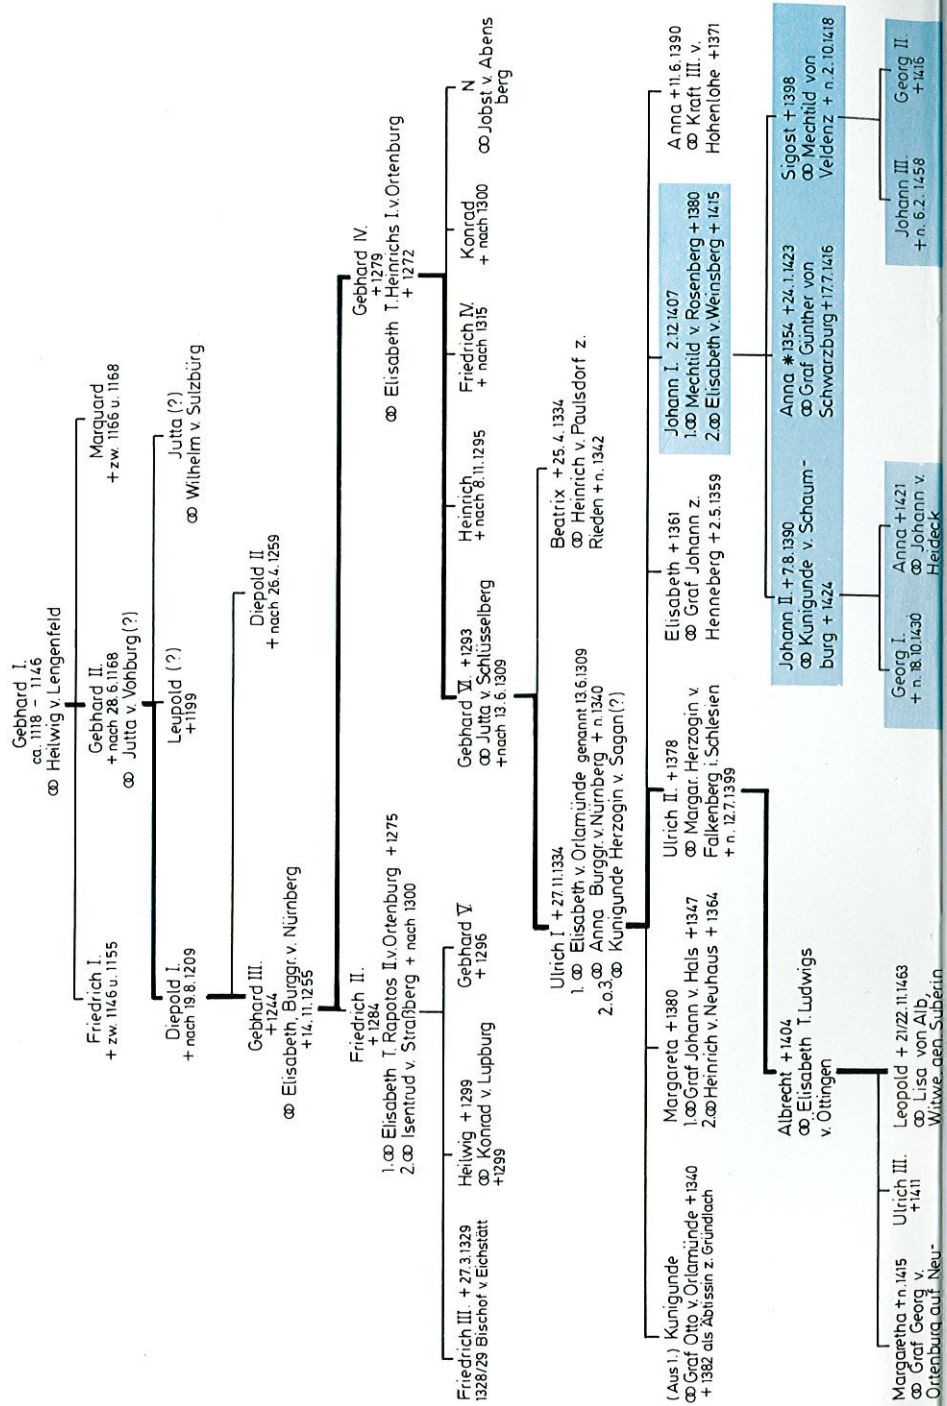 Gebhard I.
ca. 1118 – 1146
⚭ Heilwig v. Lengenfeld
Friedrich I.
+ zw. 1146 u. 1155
Gebhard II.
+ nach 28.6.1168
⚭ Jutta v. Vohburg (?)
Marquard
+ zw. 1166 u. 1168
Diepold I.
+ nach 19.8.1209
Leupold (?)
+1199
Jutta (?)
⚭ Wilhelm v. Sulzbürg
Gebhard III.
+1244
⚭ Elisabeth, Burggr. v. Nürnberg
+14.11.1255
Diepold II
+ nach 26.4.1259
Friedrich II.
+1284
1.⚭ Elisabeth T. Rapotos II.v.Ortenburg +1275
2.⚭ Isentrud v. Straßberg + nach 1300
Gebhard IV.
+1279
⚭ Elisabeth T. Heinrichs I.v.Ortenburg
+ 1272
Friedrich III. + 27.3.1329
1328/29 Bischof v. Eichstätt
Heilwig +1299
⚭ Konrad v. Lupburg
+1299
Gebhard V.
+ 1296
Gebhard VI. +1293
⚭ Jutta v. Schlüsselberg
+nach 13.6.1309
Heinrich
+ nach 8.11.1295
Friedrich IV.
+ nach 1315
Konrad
+ nach 1300
N
⚭ Jobst v. Abens
berg
Ulrich I +27.11.1334
1. ⚭ Elisabeth v. Orlamünde genannt 13.6.1309
⚭ Anna Burggr. v. Nürnberg + n.1340
2.o.3.⚭ Kunigunde Herzogin v. Sagan (?)
Beatrix +25.4.1334
⚭ Heinrich v. Paulsdorf z.
Rieden +n.1342
(Aus 1.) Kunigunde
⚭ Graf Otto v. Orlamünde +1340
+ 1382 als Äbtissin z. Gründlach
Margareta +1380
1.⚭ Graf Johann v. Hals +1347
2.⚭ Heinrich v. Neuhaus +1364
Ulrich II. +1378
⚭ Margar. Herzogin v.
Falkenberg i. Schlesien
+ n. 12.7.1399
Elisabeth +1361
⚭ Graf Johann z.
Henneberg +2.5.1359
Johann I. 2.12.1407
1.⚭ Mechtild v. Rosenberg +1380
2.⚭ Elisabeth v. Weinsberg +1415
Anna +11.6.1390
⚭ Kraft III. v.
Hohenlohe +1371
Albrecht +1404
⚭ Elisabeth T. Ludwigs
v. Öttingen
Johann II. +7.8.1390
⚭ Kunigunde v. Schaum-
burg + 1424
Anna *1354 +24.1.1423
⚭ Graf Günther von
Schwarzburg +17.7.1416
Sigost +1398
⚭ Mechtild von
Veldenz + n. 2.10.1418
Margaretha +n.1415
⚭ Graf Georg v.
Ortenburg auf Neu-
Ulrich III.
+1411
Leopold + 21/22.11.1463
⚭ Lisa von Alb,
Witwe, gen. Suberin
Georg I.
+ n. 18.10.1430
Anna +1421
⚭ Johann v.
Heideck
Johann III.
+ n. 6.2.1458
Georg II.
+1416